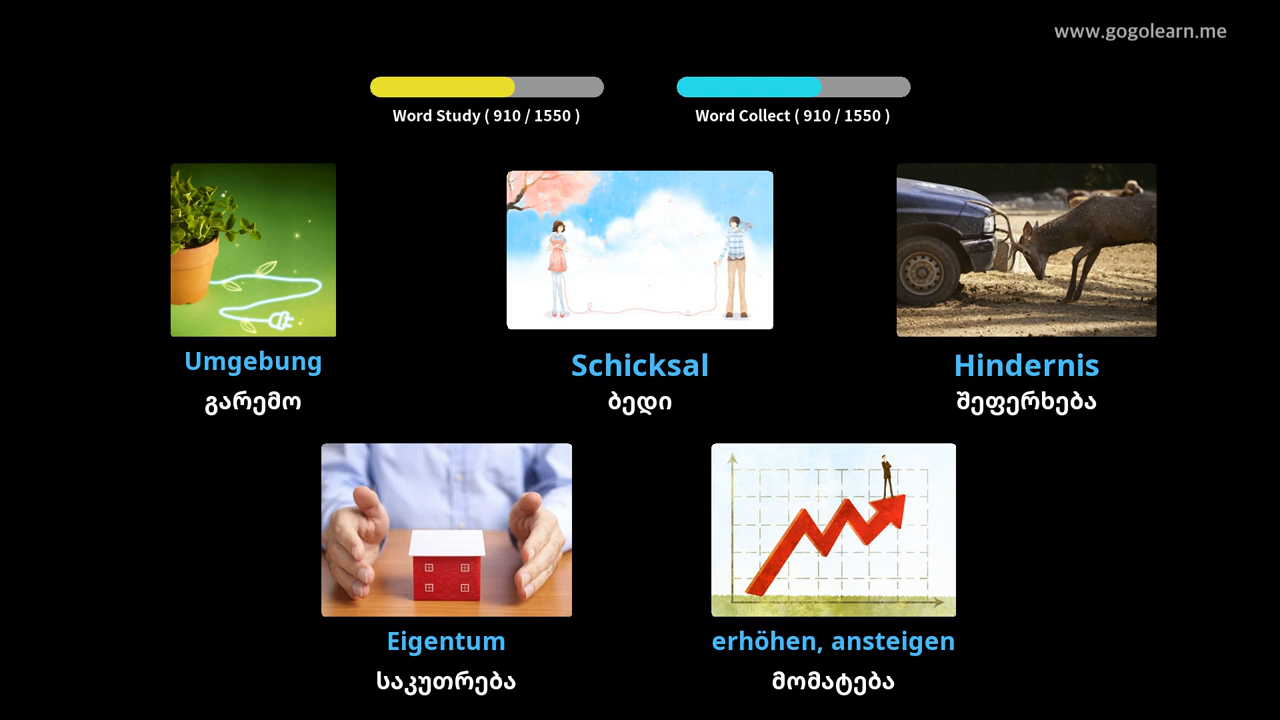 www.gogolearn.me
Word Study ( 910 / 1550 )
Word Collect ( 910 / 1550 )
Umgebung
გარემო
Schicksal
ბედი
Hindernis
შეფერხება
Eigentum
საკუთრება
erhöhen, ansteigen
მომატება